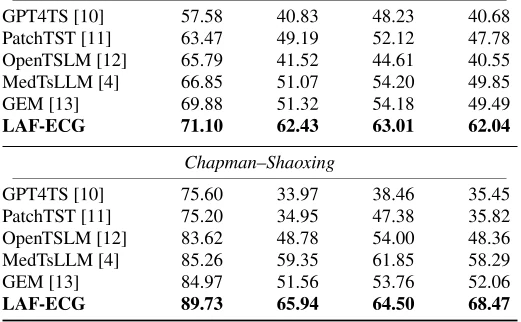 GPT4TS [10] 57.58 40.83 48.23 40.68
PatchTST [11] 63.47 49.19 52.12 47.78
OpenTSLM [12] 65.79 41.52 44.61 40.55
MedTsLLM [4] 66.85 51.07 54.20 49.85
GEM [13] 69.88 51.32 54.18 49.49
LAF-ECG 71.10 62.43 63.01 62.04
Chapman–Shaoxing
GPT4TS [10] 75.60 33.97 38.46 35.45
PatchTST [11] 75.20 34.95 47.38 35.82
OpenTSLM [12] 83.62 48.78 54.00 48.36
MedTsLLM [4] 85.26 59.35 61.85 58.29
GEM [13] 84.97 51.56 53.76 52.06
LAF-ECG 89.73 65.94 64.50 68.47